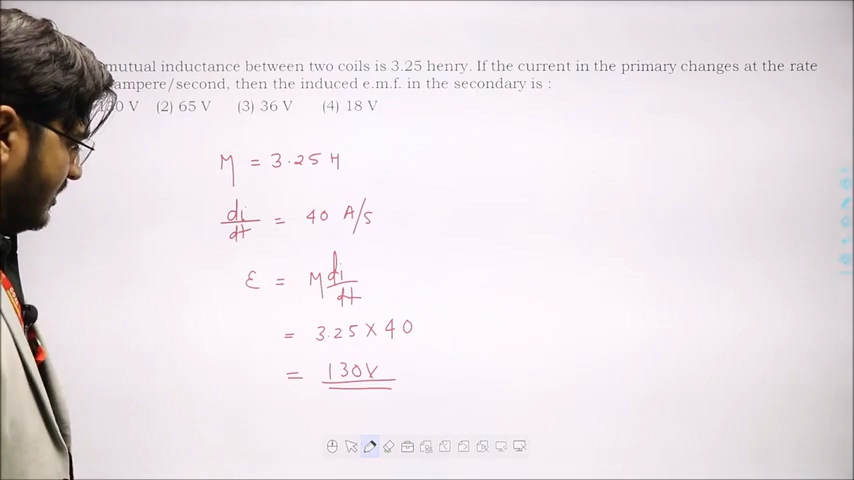 mutual inductance between two coils is 3.25 henry. If the current in the primary changes at the rate
ampere/second, then the induced e.m.f. in the secondary is :
130 V (2) 65 V (3) 36 V (4) 18 V
M = 3.25 H
di/dt = 40 A/s
ε = M di/dt
= 3.25 × 40
= 130V